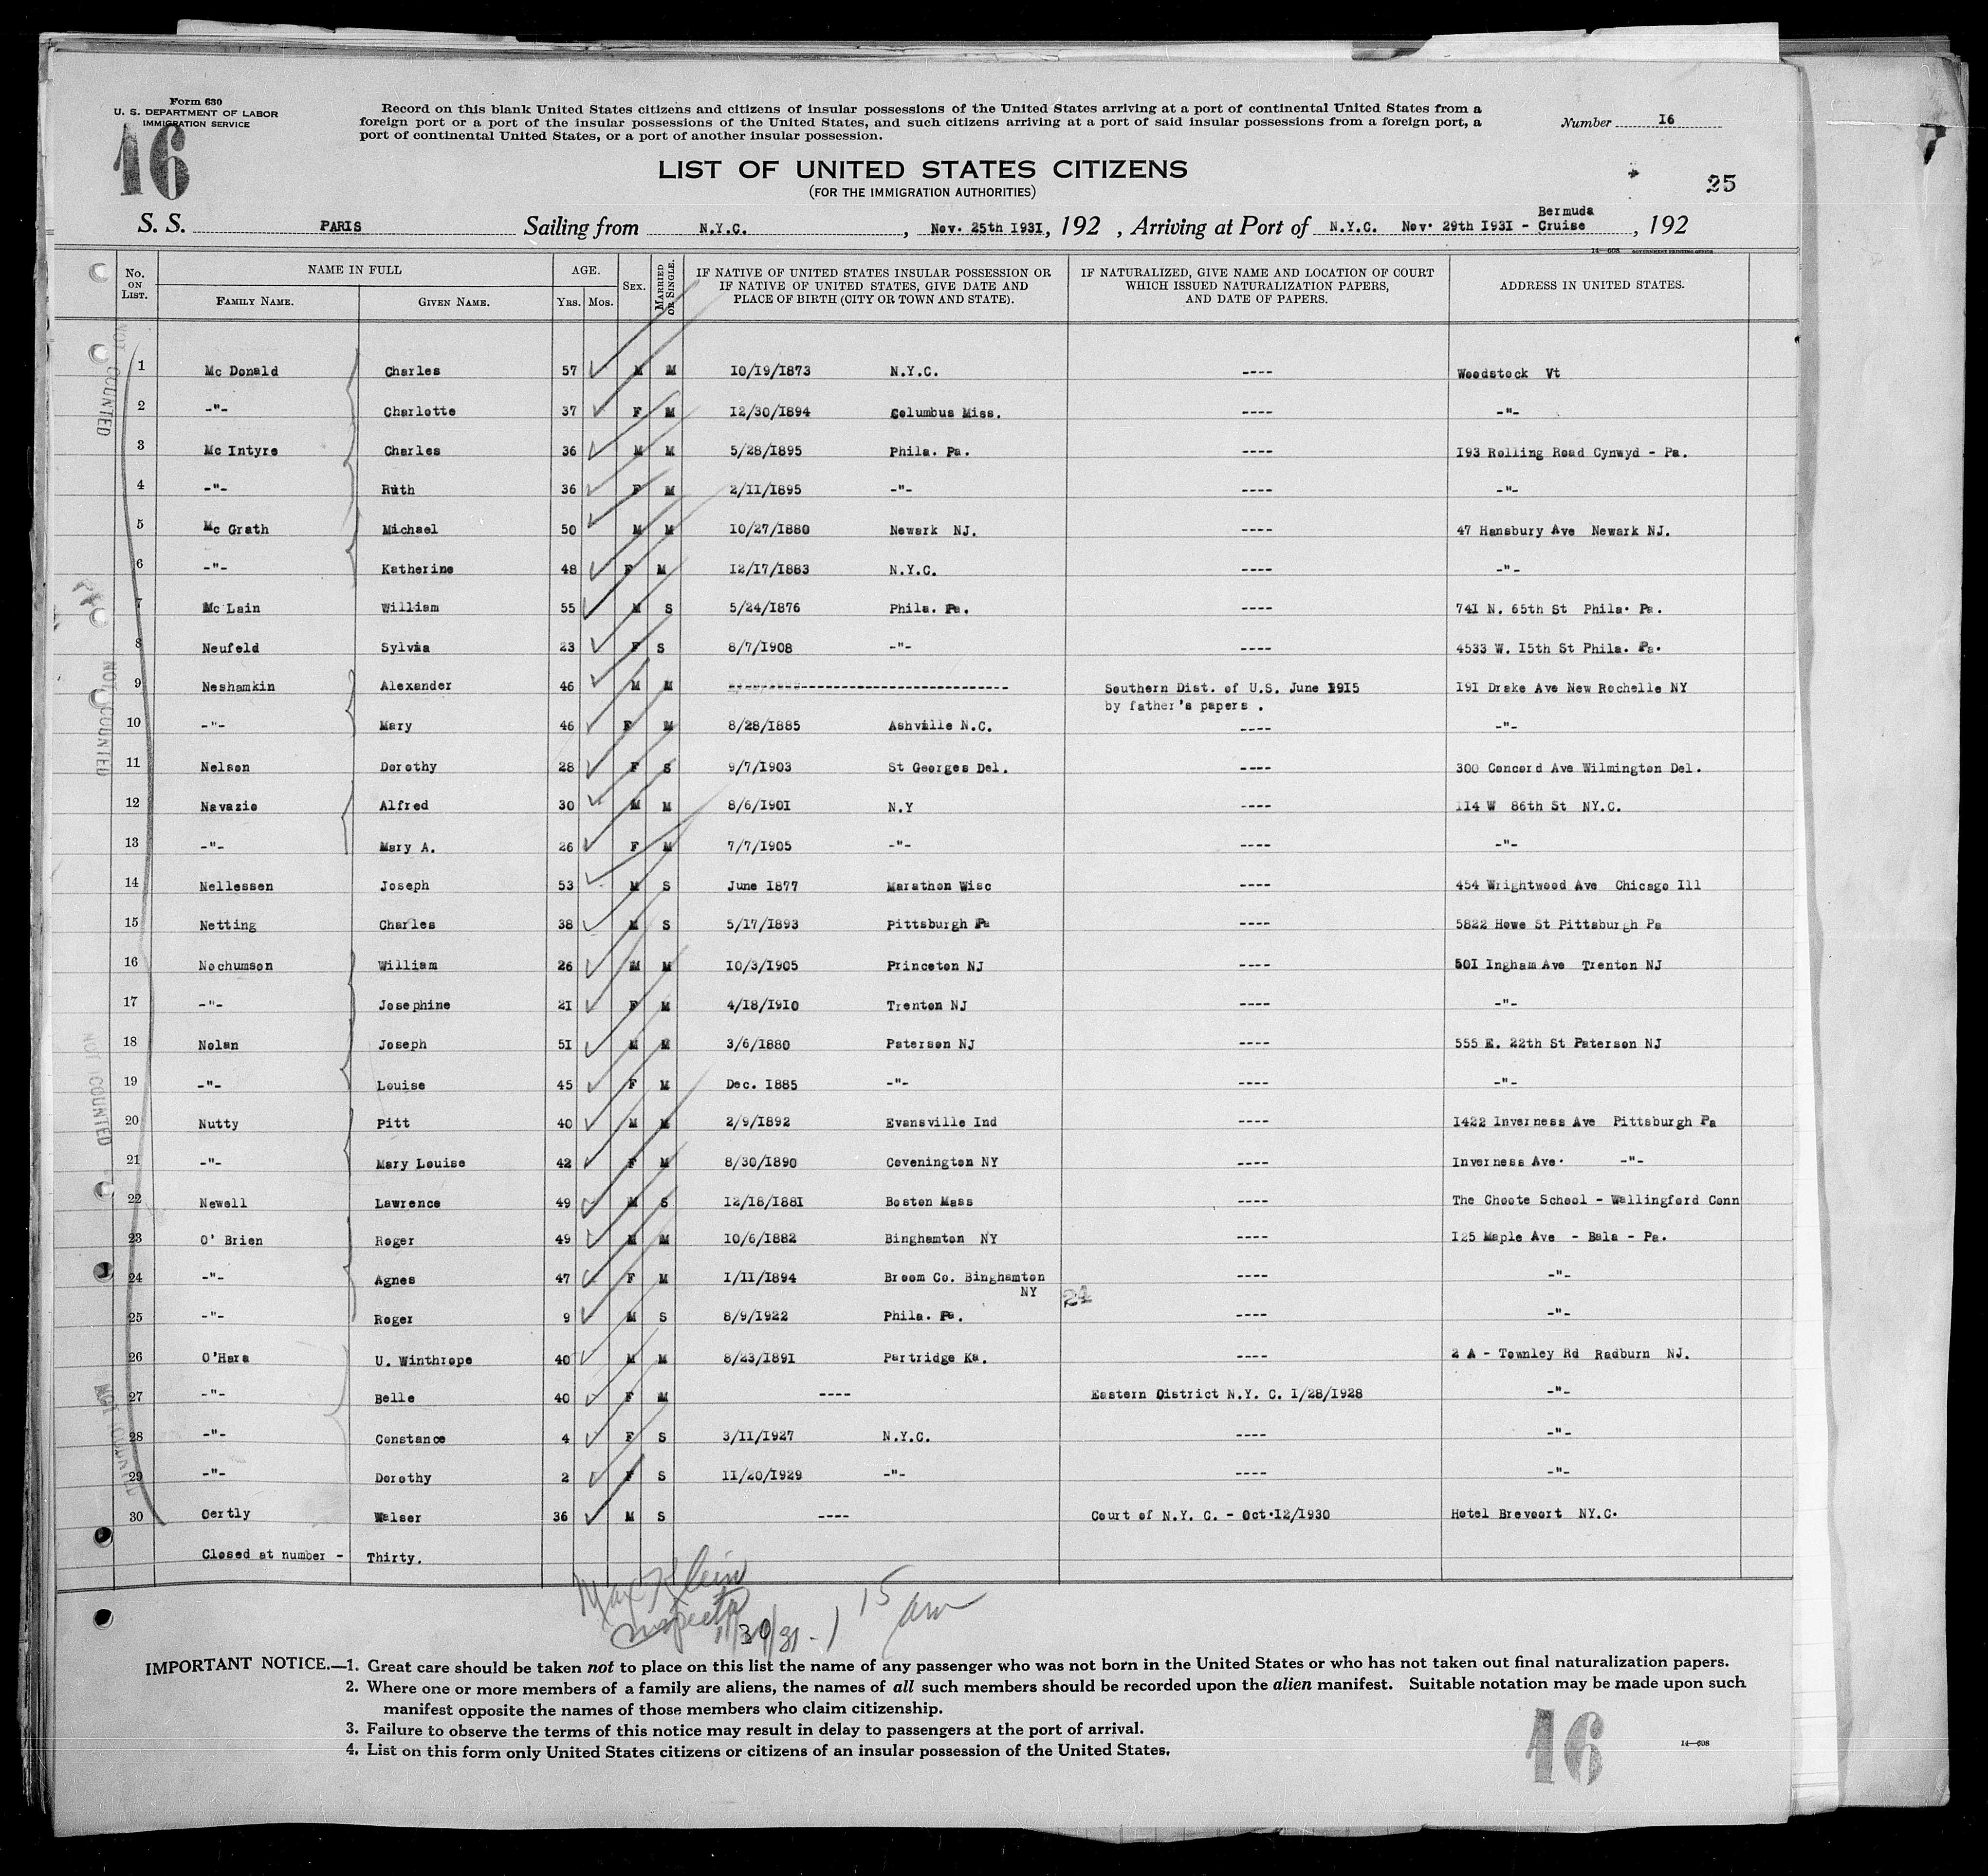 Form 630
U. S. DEPARTMENT OF LABOR
IMMIGRATION SERVICE
16
Record on this blank United States citizens and citizens of insular possessions of the United States arriving at a port of continental United States from a
foreign port or a port of the insular possessions of the United States, and such citizens arriving at a port of said insular possessions from a foreign port, a
port of continental United States, or a port of another insular possession.
Number 16
LIST OF UNITED STATES CITIZENS
(FOR THE IMMIGRATION AUTHORITIES)
25
S. S. PARIS Sailing from N.Y.C. , Nov. 25th 1931, 192 , Arriving at Port of N.Y.C. Nov. 29th 1931 - Bermuda Cruise , 192
14—608 GOVERNMENT PRINTING OFFICE
No. ON LIST. NAME IN FULL AGE. SEX. MARRIED OR SINGLE. IF NATIVE OF UNITED STATES INSULAR POSSESSION OR IF NATIVE OF UNITED STATES, GIVE DATE AND PLACE OF BIRTH (CITY OR TOWN AND STATE). IF NATURALIZED, GIVE NAME AND LOCATION OF COURT WHICH ISSUED NATURALIZATION PAPERS, AND DATE OF PAPERS. ADDRESS IN UNITED STATES.
FAMILY NAME. GIVEN NAME. YRS. MOS.
1 Mc Donald Charles 57 M M 10/19/1873 N.Y.C. ---- Woodstock Vt
2 -"- Charlotte 37 F M 12/30/1894 Columbus Miss. ---- -"-
3 Mc Intyre Charles 36 M M 5/28/1895 Phila. Pa. ---- 193 Rolling Road Cynwyd - Pa.
4 -"- Ruth 36 F M 2/11/1895 -"- ---- -"-
5 Mc Grath Michael 50 M M 10/27/1880 Newark NJ. ---- 47 Hansbury Ave Newark NJ.
6 -"- Katherine 48 F M 12/17/1883 N.Y.C. ---- -"-
7 Mc Lain William 55 M S 5/24/1876 Phila. Pa. ---- 741 N. 65th St Phila. Pa.
8 Neufeld Sylvia 23 F S 8/7/1908 -"- ---- 4533 W. 15th St Phila. Pa.
9 Neshamkin Alexander 46 M M ---- Southern Dist. of U.S. June 1915 191 Drake Ave New Rochelle NY
by father's papers .
10 -"- Mary 46 F M 8/28/1885 Ashville N.C. ---- -"-
11 Nelson Dorothy 28 F S 9/7/1903 St Georges Del. ---- 300 Concord Ave Wilmington Del.
12 Navazio Alfred 30 M M 8/6/1901 N.Y ---- 114 W 86th St NY.C.
13 -"- Mary A. 26 F M 7/7/1905 -"- ---- -"-
14 Nellessen Joseph 53 M S June 1877 Marathon Wisc ---- 454 Wrightwood Ave Chicago Ill
15 Netting Charles 38 M S 5/17/1893 Pittsburgh Pa ---- 5822 Howe St Pittsburgh Pa
16 Nochumson William 26 M M 10/3/1905 Princeton NJ ---- 501 Ingham Ave Trenton NJ
17 -"- Josephine 21 F M 4/18/1910 Trenton NJ ---- -"-
18 Nolan Joseph 51 M M 3/6/1880 Paterson NJ ---- 555 E. 22th St Paterson NJ
19 -"- Louise 45 F M Dec. 1885 -"- ---- -"-
20 Nutty Pitt 40 M M 2/9/1892 Evansville Ind ---- 1422 Inverness Ave Pittsburgh Pa
21 -"- Mary Louise 42 F M 8/30/1890 Covenington NY ---- Inverness Ave. -"-
22 Newell Lawrence 49 M S 12/18/1881 Boston Mass ---- The Choote School - Wallingford Conn
23 O' Brien Roger 49 M M 10/6/1882 Binghamton NY ---- 125 Maple Ave - Bala - Pa.
24 -"- Agnes 47 F M 1/11/1894 Broom Co. Binghamton ---- -"-
NY 24
25 -"- Roger 9 M S 8/9/1922 Phila. Pa. ---- -"-
26 O'Hara U. Winthrope 40 M M 8/23/1891 Partridge Ka. ---- 2 A - Townley Rd Radburn NJ.
27 -"- Belle 40 F M ---- Eastern District N.Y. C. 1/28/1928 -"-
28 -"- Constance 4 F S 3/11/1927 N.Y.C. ---- -"-
29 -"- Dorothy 2 F S 11/20/1929 -"- ---- -"-
30 Oertly Walser 36 M S ---- Court of N.Y. C. - Oct.12/1930 Hotel Brevoort NY.C.
Closed at number - Thirty.
NOT COUNTED
NOT COUNTED
NOT COUNTED
NOT COUNTED
Max Klein
Inspector
11/30/31 - 1 15 am
IMPORTANT NOTICE.—1. Great care should be taken not to place on this list the name of any passenger who was not born in the United States or who has not taken out final naturalization papers.
2. Where one or more members of a family are aliens, the names of all such members should be recorded upon the alien manifest. Suitable notation may be made upon such
manifest opposite the names of those members who claim citizenship.
3. Failure to observe the terms of this notice may result in delay to passengers at the port of arrival.
4. List on this form only United States citizens or citizens of an insular possession of the United States.
16
14—608